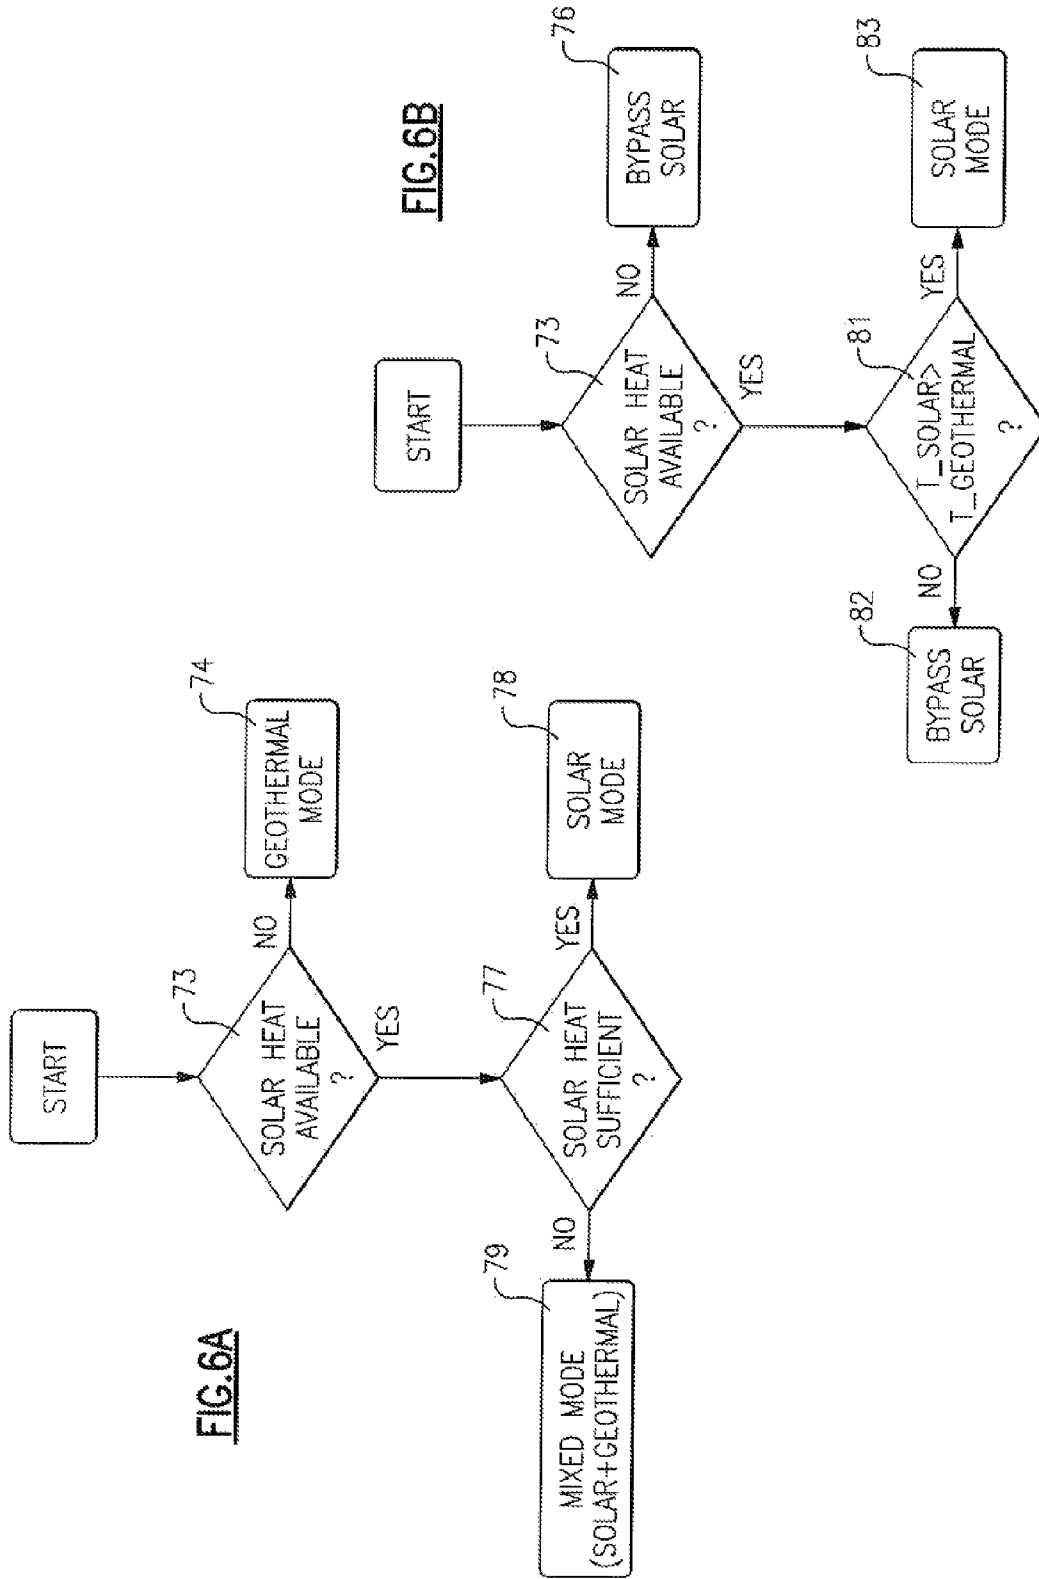 FIG.6A
START
73
SOLAR HEAT
AVAILABLE
?
NO
74
GEOTHERMAL
MODE
YES
77
SOLAR HEAT
SUFFICIENT
?
YES
78
SOLAR
MODE
NO
79
MIXED MODE
(SOLAR+GEOTHERMAL)
FIG.6B
START
73
SOLAR HEAT
AVAILABLE
?
NO
76
BYPASS
SOLAR
YES
81
T_SOLAR>
T_GEOTHERMAL
?
YES
83
SOLAR
MODE
NO
82
BYPASS
SOLAR